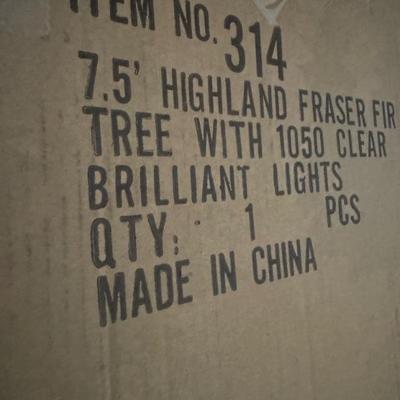 ITEM NO. 314
7.5' HIGHLAND FRASER FIR
TREE WITH 1050 CLEAR
BRILLIANT LIGHTS
QTY: 1 PCS
MADE IN CHINA